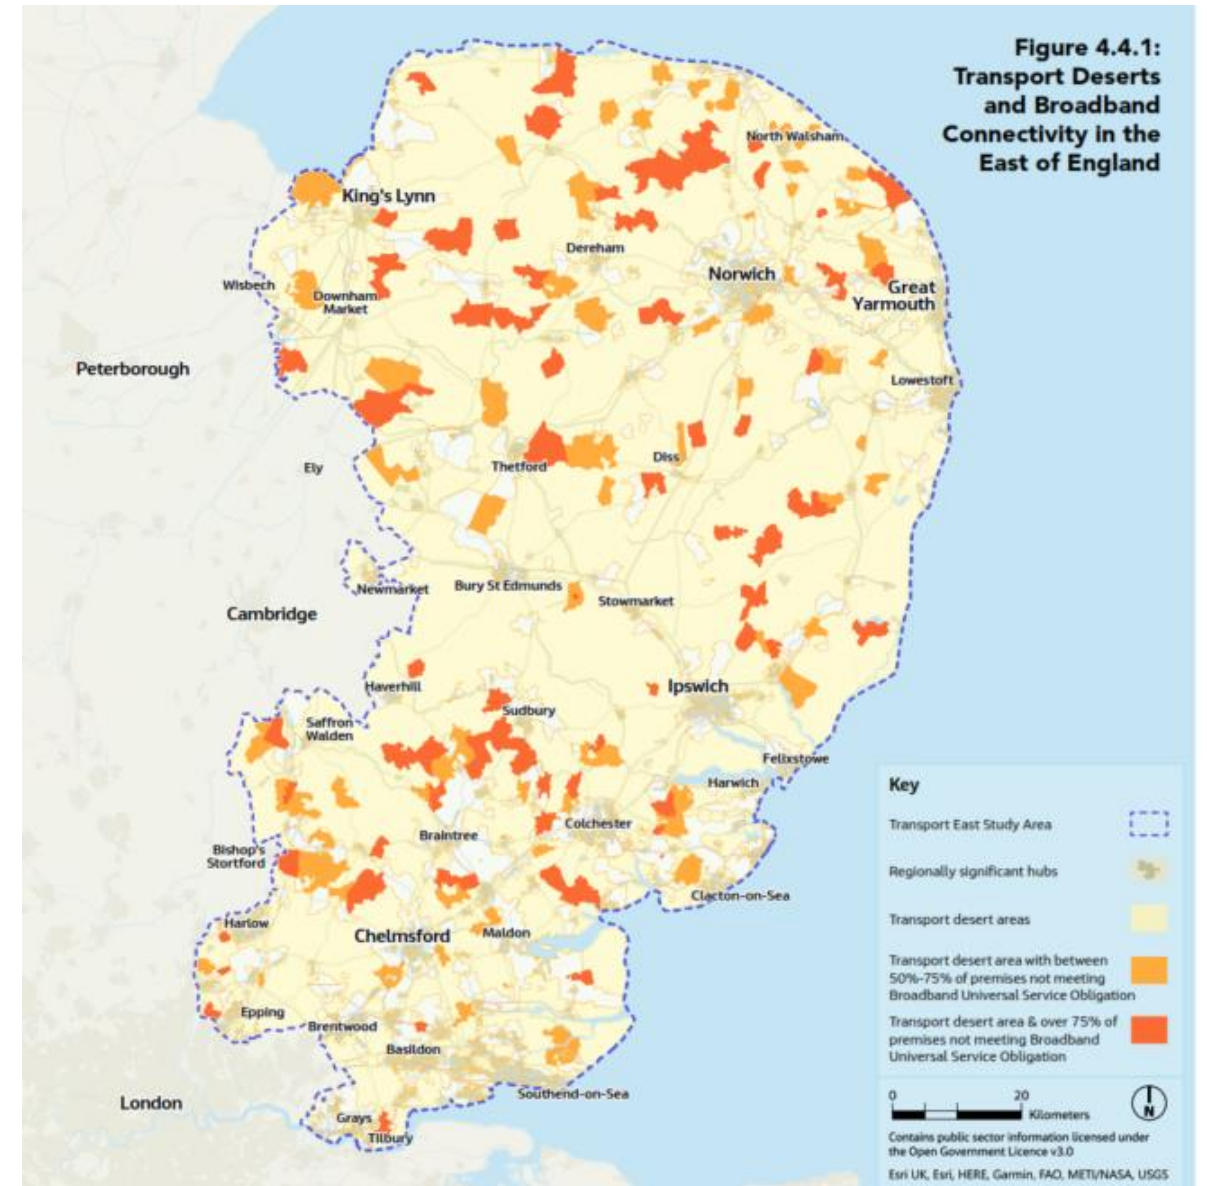 Figure 4.4.1:
Transport Deserts
and Broadband
Connectivity in the
East of England
North Walsham
King's Lynn
Dereham
Norwich
Wisbech
Downham
Market
Great
Yarmouth
Peterborough
Lowestoft
Ely
Thetford
Diss
Newmarket
Bury St Edmunds
Stowmarket
Cambridge
Haverhill
Ipswich
Sudbury
Saffron
Walden
Felixstowe
Harwich
Colchester
Braintree
Bishop's
Stortford
Clacton-on-Sea
Harlow
Chelmsford
Maldon
Epping
Brentwood
Basildon
Southend-on-Sea
London
Grays
Tilbury
Key
Transport East Study Area
Regionally significant hubs
Transport desert areas
Transport desert area with between
50%-75% of premises not meeting
Broadband Universal Service Obligation
Transport desert area & over 75% of
premises not meeting Broadband
Universal Service Obligation
0 20
Kilometers
N
Contains public sector information licensed under
the Open Government Licence v3.0
Esri UK, Esri, HERE, Garmin, FAO, METI/NASA, USGS